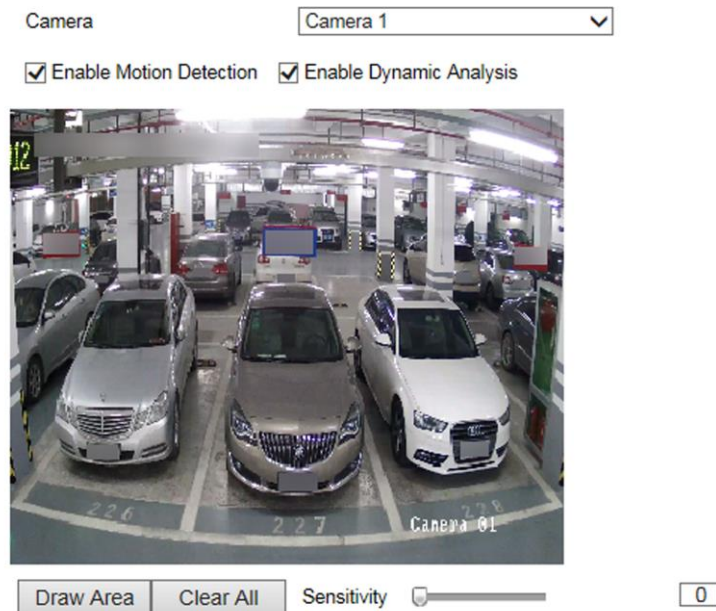 Camera Camera 1
Enable Motion Detection Enable Dynamic Analysis
12
226 227 228
Camera 01
Draw Area Clear All Sensitivity 0